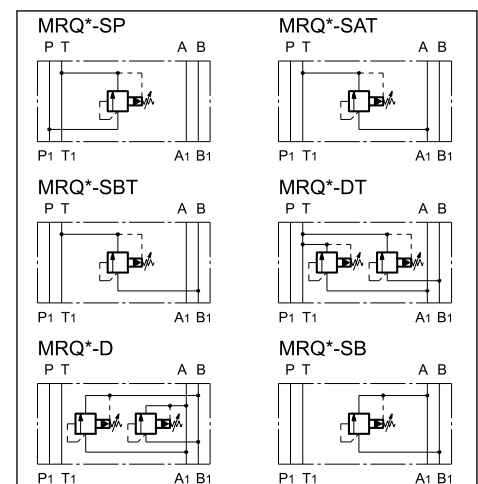 MRQ*-SP
P T A B
P1 T1 A1 B1
MRQ*-SAT
P T A B
P1 T1 A1 B1
MRQ*-SBT
P T A B
P1 T1 A1 B1
MRQ*-DT
P T A B
P1 T1 A1 B1
MRQ*-D
P T A B
P1 T1 A1 B1
MRQ*-SB
P T A B
P1 T1 A1 B1